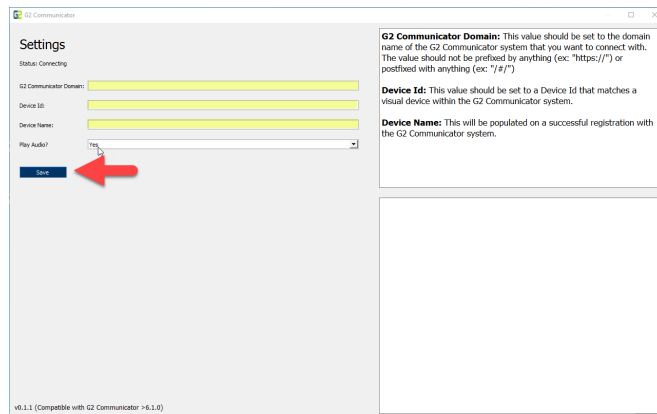 G2 Communicator
Settings
Status: Connecting
G2 Communicator Domain:
Device Id:
Device Name:
Play Audio?
Yes
Save
v0.1.1 (Compatible with G2 Communicator >6.1.0)
G2 Communicator Domain: This value should be set to the domain
name of the G2 Communicator system that you want to connect with.
The value should not be prefixed by anything (ex: "https://") or
postfixed with anything (ex: "/#/")
Device Id: This value should be set to a Device Id that matches a
visual device within the G2 Communicator system.
Device Name: This will be populated on a successful registration with
the G2 Communicator system.